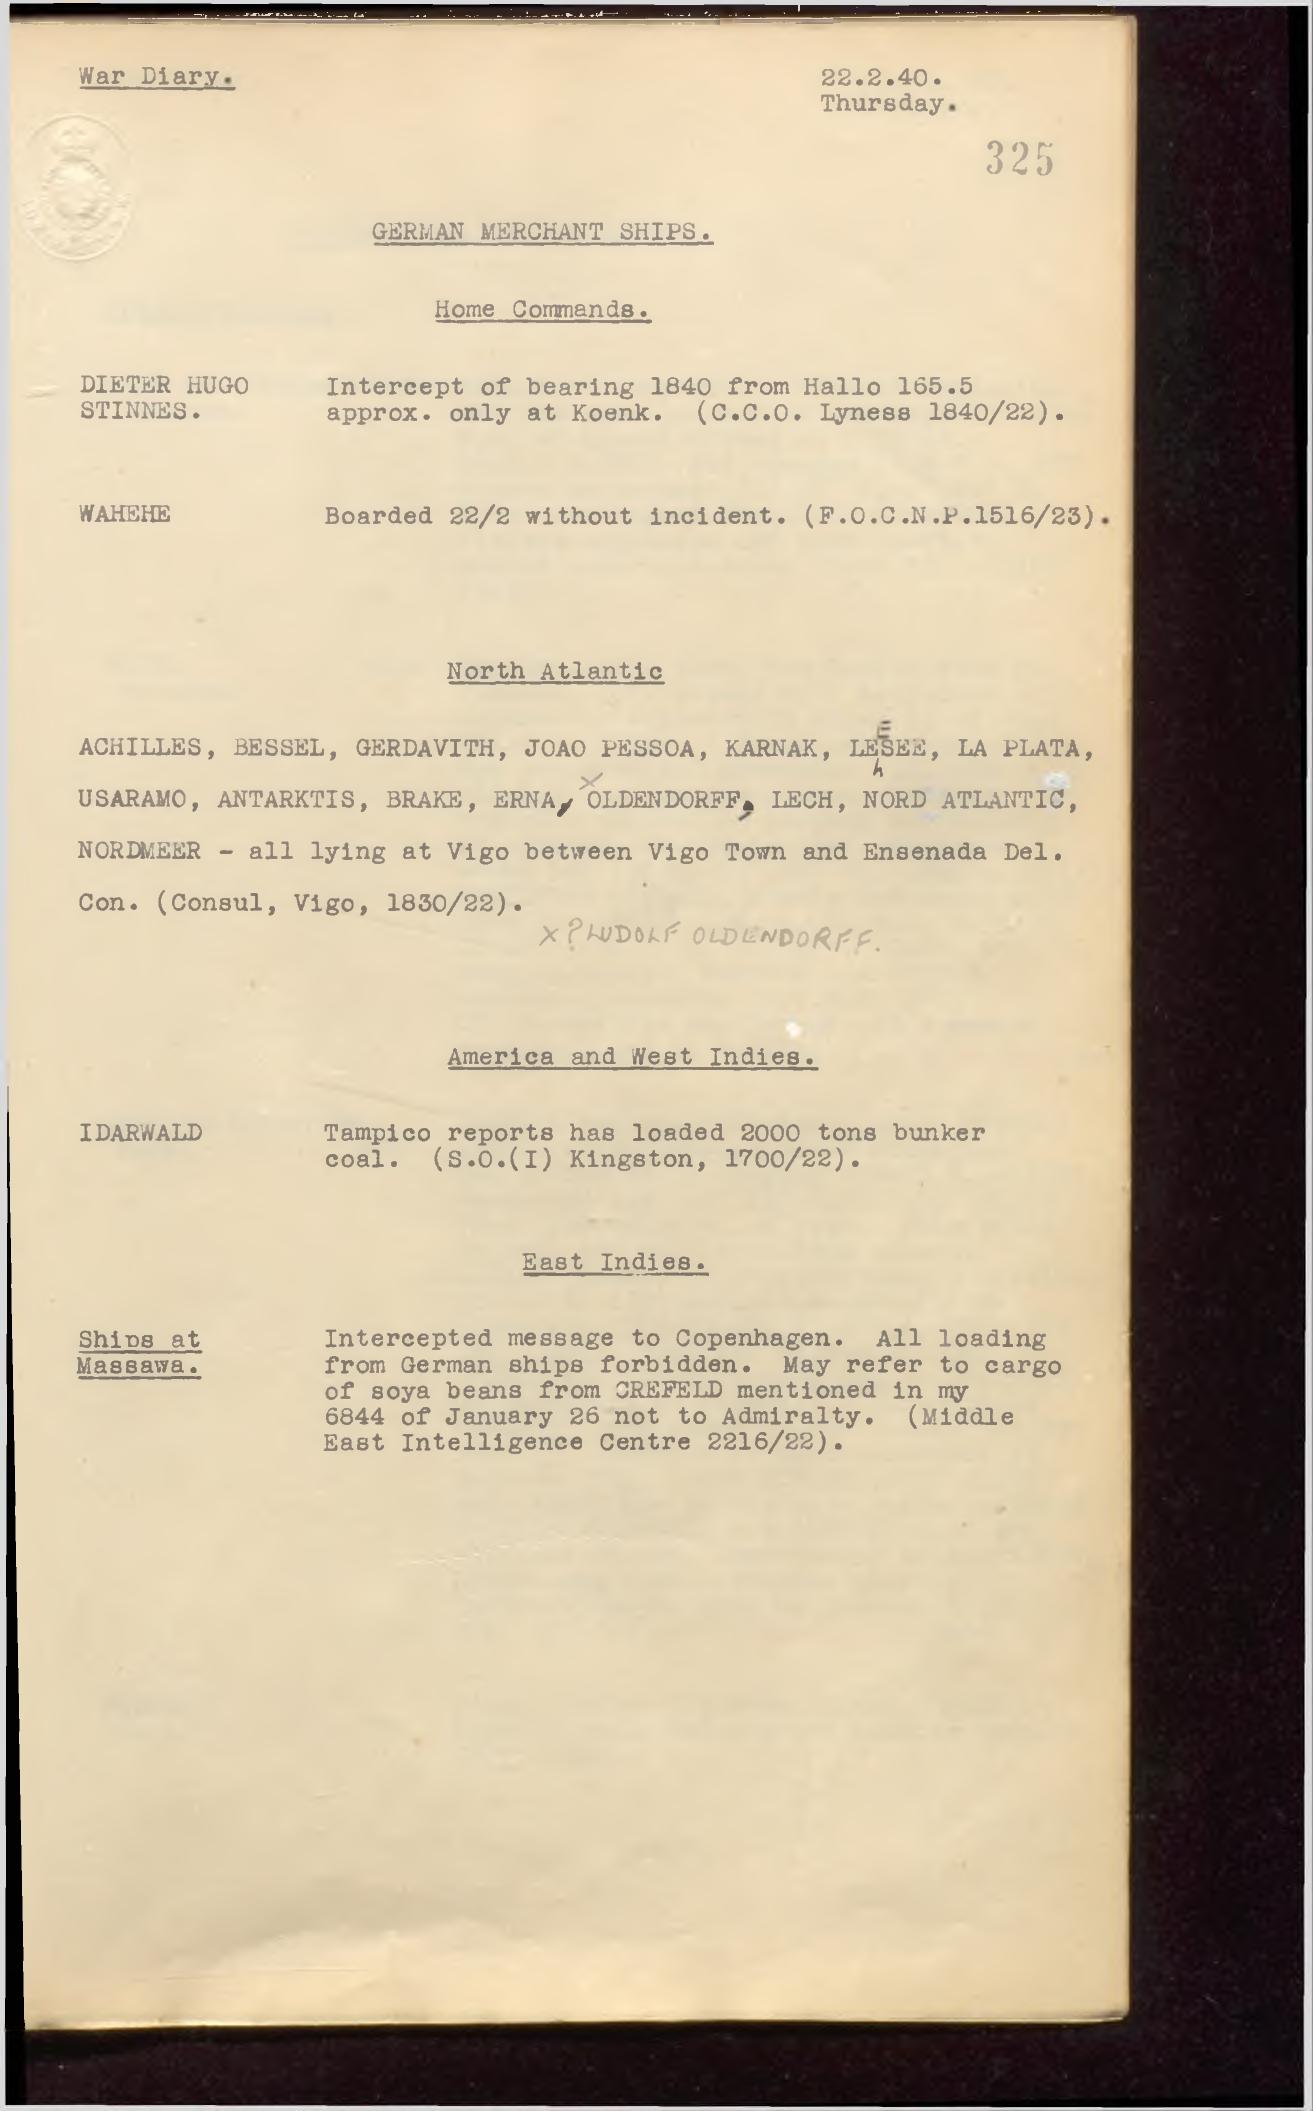 War Diary.
22.2.40.
Thursday.
325
GERMAN MERCHANT SHIPS.
Home Commands.
DIETER HUGO STINNES.
Intercept of bearing 1840 from Hallo 165.5
approx. only at Koenk. (C.C.O. Lyness 1840/22).
WAHEHE
Boarded 22/2 without incident. (F.O.C.N.P.1516/23).
North Atlantic
E
ACHILLES, BESSEL, GERDAVITH, JOAO PESSOA, KARNAK, LESEE, LA PLATA,
h
X
USARAMO, ANTARKTIS, BRAKE, ERNA, OLDENDORFF, LECH, NORD ATLANTIC,
NORDMEER - all lying at Vigo between Vigo Town and Ensenada Del.
Con. (Consul, Vigo, 1830/22).
X ? LUDOLF OLDENDORFF.
America and West Indies.
IDARWALD
Tampico reports has loaded 2000 tons bunker
coal. (S.O.(I) Kingston, 1700/22).
East Indies.
Ships at
Massawa.
Intercepted message to Copenhagen. All loading
from German ships forbidden. May refer to cargo
of soya beans from CREFELD mentioned in my
6844 of January 26 not to Admiralty. (Middle
East Intelligence Centre 2216/22).